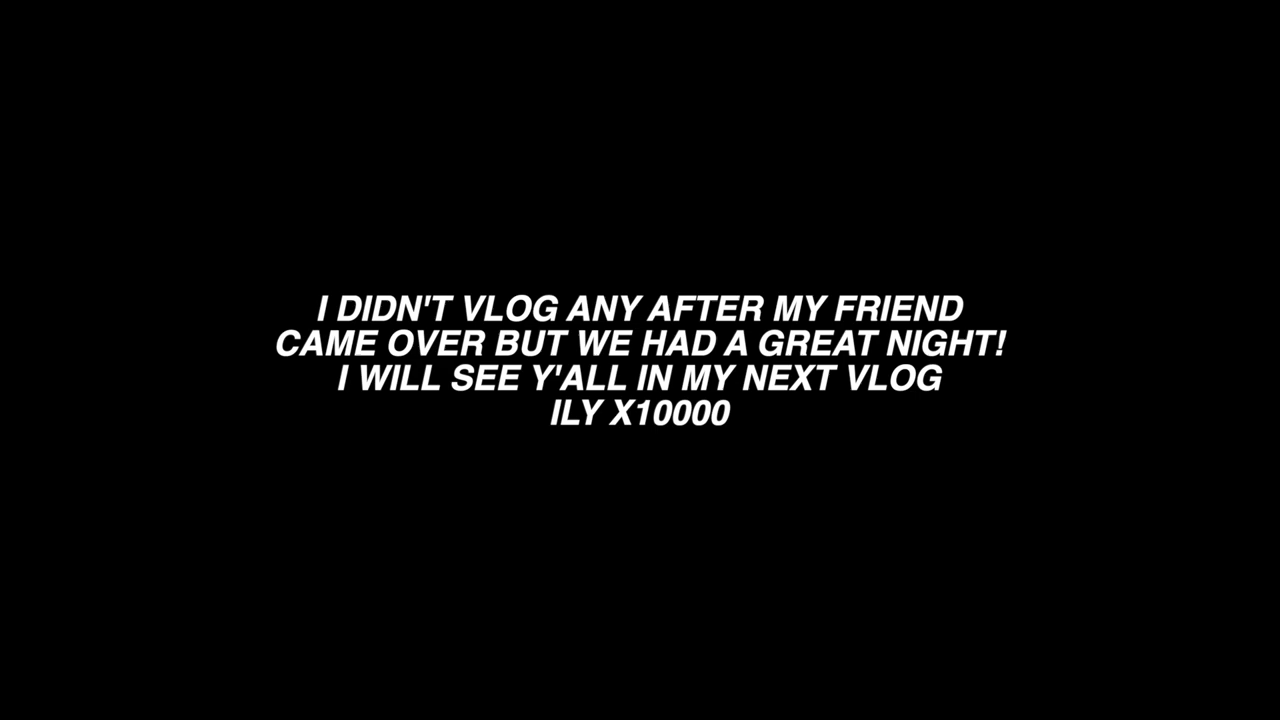 I DIDN'T VLOG ANY AFTER MY FRIEND
CAME OVER BUT WE HAD A GREAT NIGHT!
I WILL SEE Y'ALL IN MY NEXT VLOG
ILY X10000